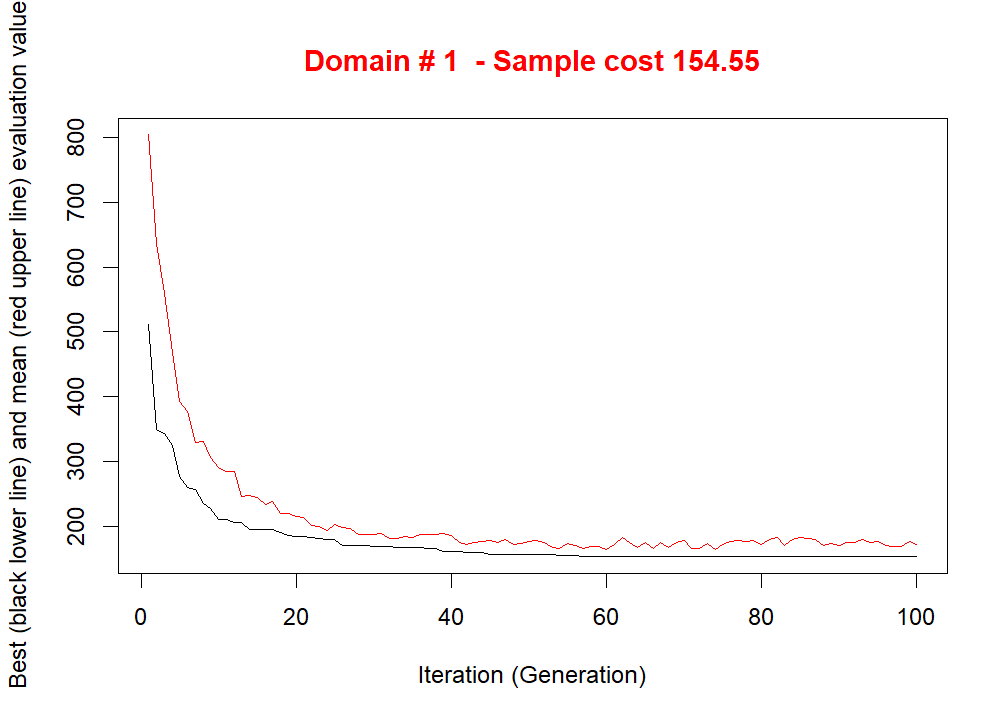 Domain # 1  - Sample cost 154.55
Best (black lower line) and mean (red upper line) evaluation value
800
700
600
500
400
300
200
0 20 40 60 80 100
Iteration (Generation)